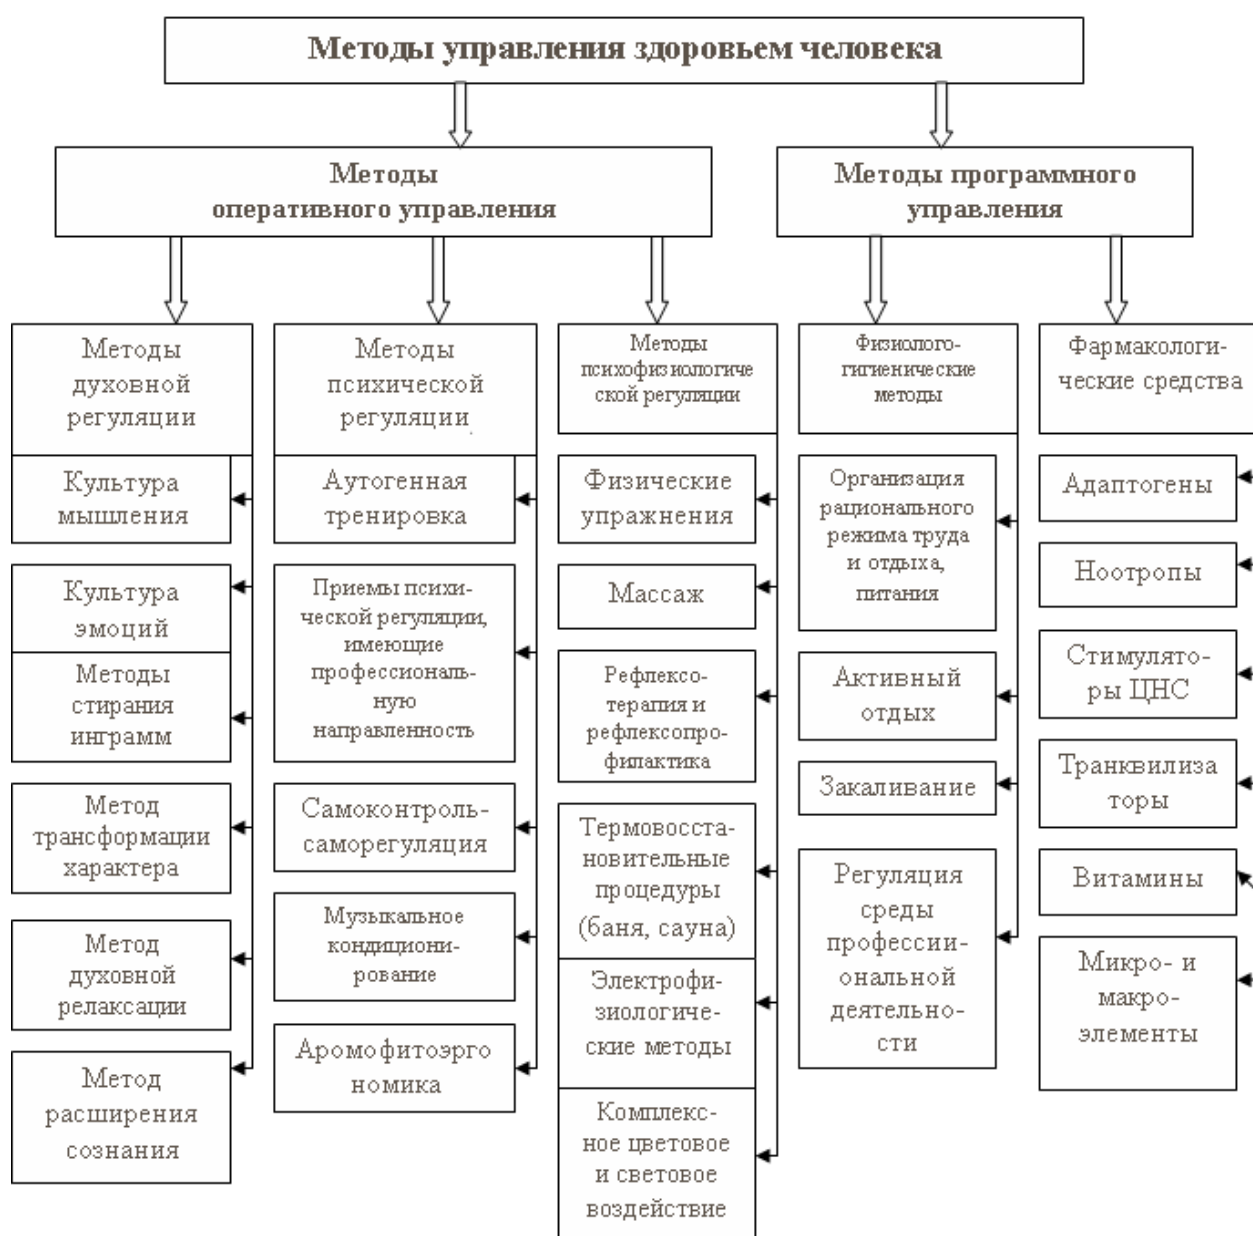 Методы управления здоровьем человека
Методы
оперативного управления
Методы программного
управления
Методы
духовной
регуляции
Культура
мышления
Культура
эмоций
Методы
стирания
инграмм
Метод
трансформации
характера
Метод
духовной
релаксации
Метод
расширения
сознания
Методы
психической
регуляции
Аутогенная
тренировка
Приемы психи-
ческой регуляции,
имеющие
профессиональ-
ную
направленность
Самоконтроль-
саморегуляция
Музыкальное
кондициони-
рование
Аромофитоэрго
номика
Методы
психофизиологиче
ской регуляции
Физические
упражнения
Массаж
Рефлексо-
терапия и
рефлексопро-
филактика
Термовосста-
новительные
процедуры
(баня, сауна)
Электрофи-
зиологиче-
ские методы
Комплекс-
ное цветовое
и световое
воздействие
Физиолого-
гигиенические
методы
Организация
рационального
режима труда
и отдыха,
питания
Активный
отдых
Закаливание
Регуляция
среды
професcии-
ональной
деятельно-
сти
Фармакологи-
ческие средства
Адаптогены
Ноотропы
Стимулято-
ры ЦНС
Транквилиза
торы
Витамины
Микро- и
макро-
элементы